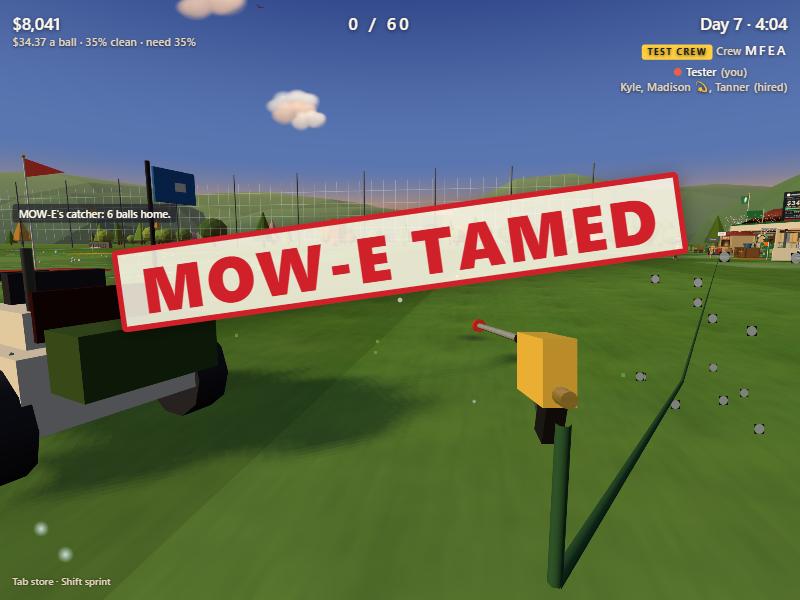 $8,041
$34.37 a ball · 35% clean · need 35%
0 / 60
Day 7 · 4:04
TEST CREW Crew MFEA
Tester (you)
Kyle, Madison 💫, Tanner (hired)
MOW-E's catcher: 6 balls home.
MOW-E TAMED
Tab store · Shift sprint